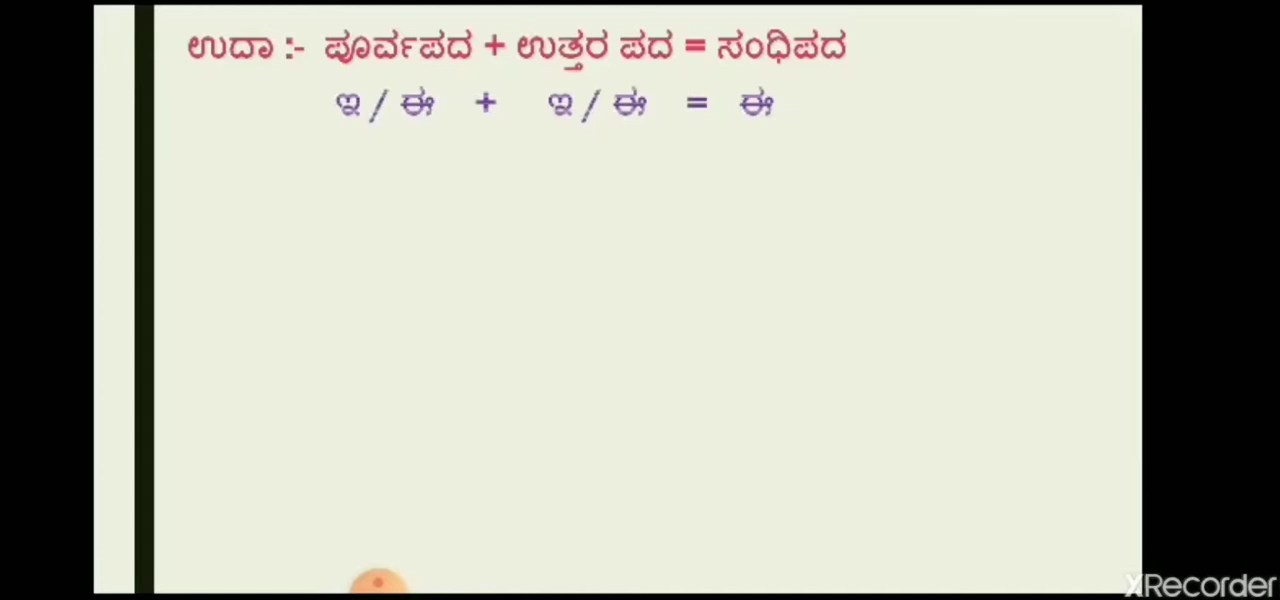 ಉದಾ :- ಪೂರ್ವಪದ + ಉತ್ತರ ಪದ = ಸಂಧಿಪದ
ಇ / ಈ + ಇ / ಈ = ಈ
XRecorder